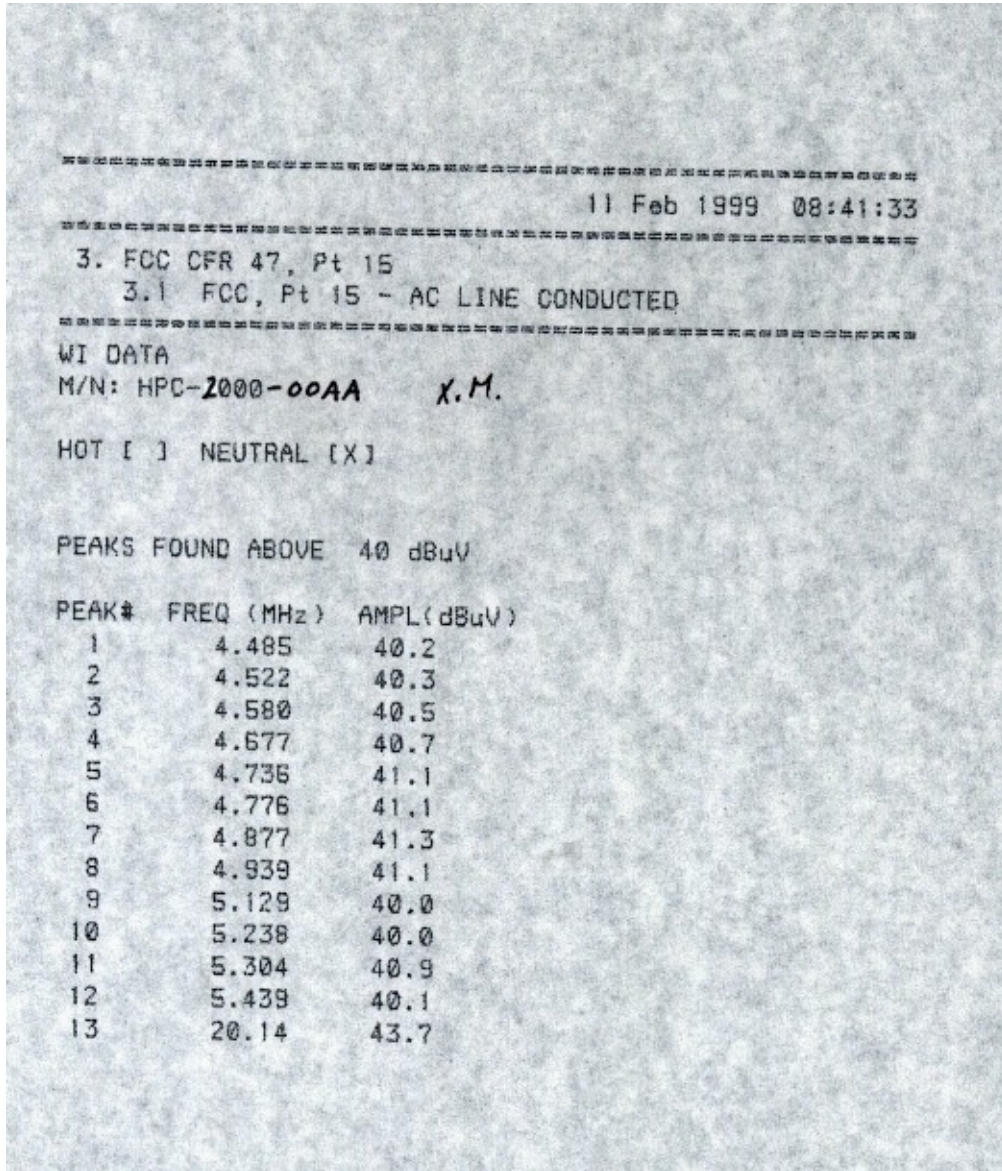 11 Feb 1999 08:41:33
3. FCC CFR 47, Pt 15
3.1 FCC, Pt 15 - AC LINE CONDUCTED
WI DATA
M/N: HPC-2000-00AA X.M.
HOT [ ] NEUTRAL [X]
PEAKS FOUND ABOVE 40 dBuV
PEAK# FREQ (MHz) AMPL(dBuV)
1 4.485 40.2
2 4.522 40.3
3 4.580 40.5
4 4.677 40.7
5 4.736 41.1
6 4.776 41.1
7 4.877 41.3
8 4.939 41.1
9 5.129 40.0
10 5.238 40.0
11 5.304 40.9
12 5.439 40.1
13 20.14 43.7